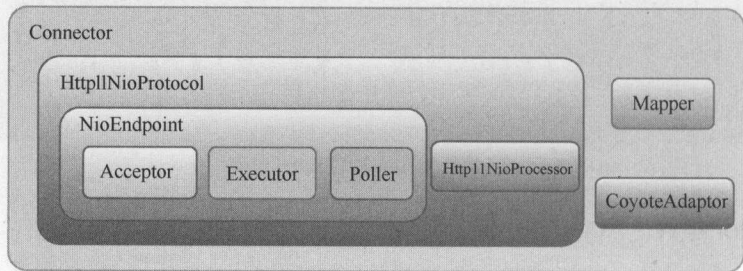 Connector
HttpllNioProtocol
NioEndpoint
Acceptor
Executor
Poller
Http11NioProcessor
Mapper
CoyoteAdaptor